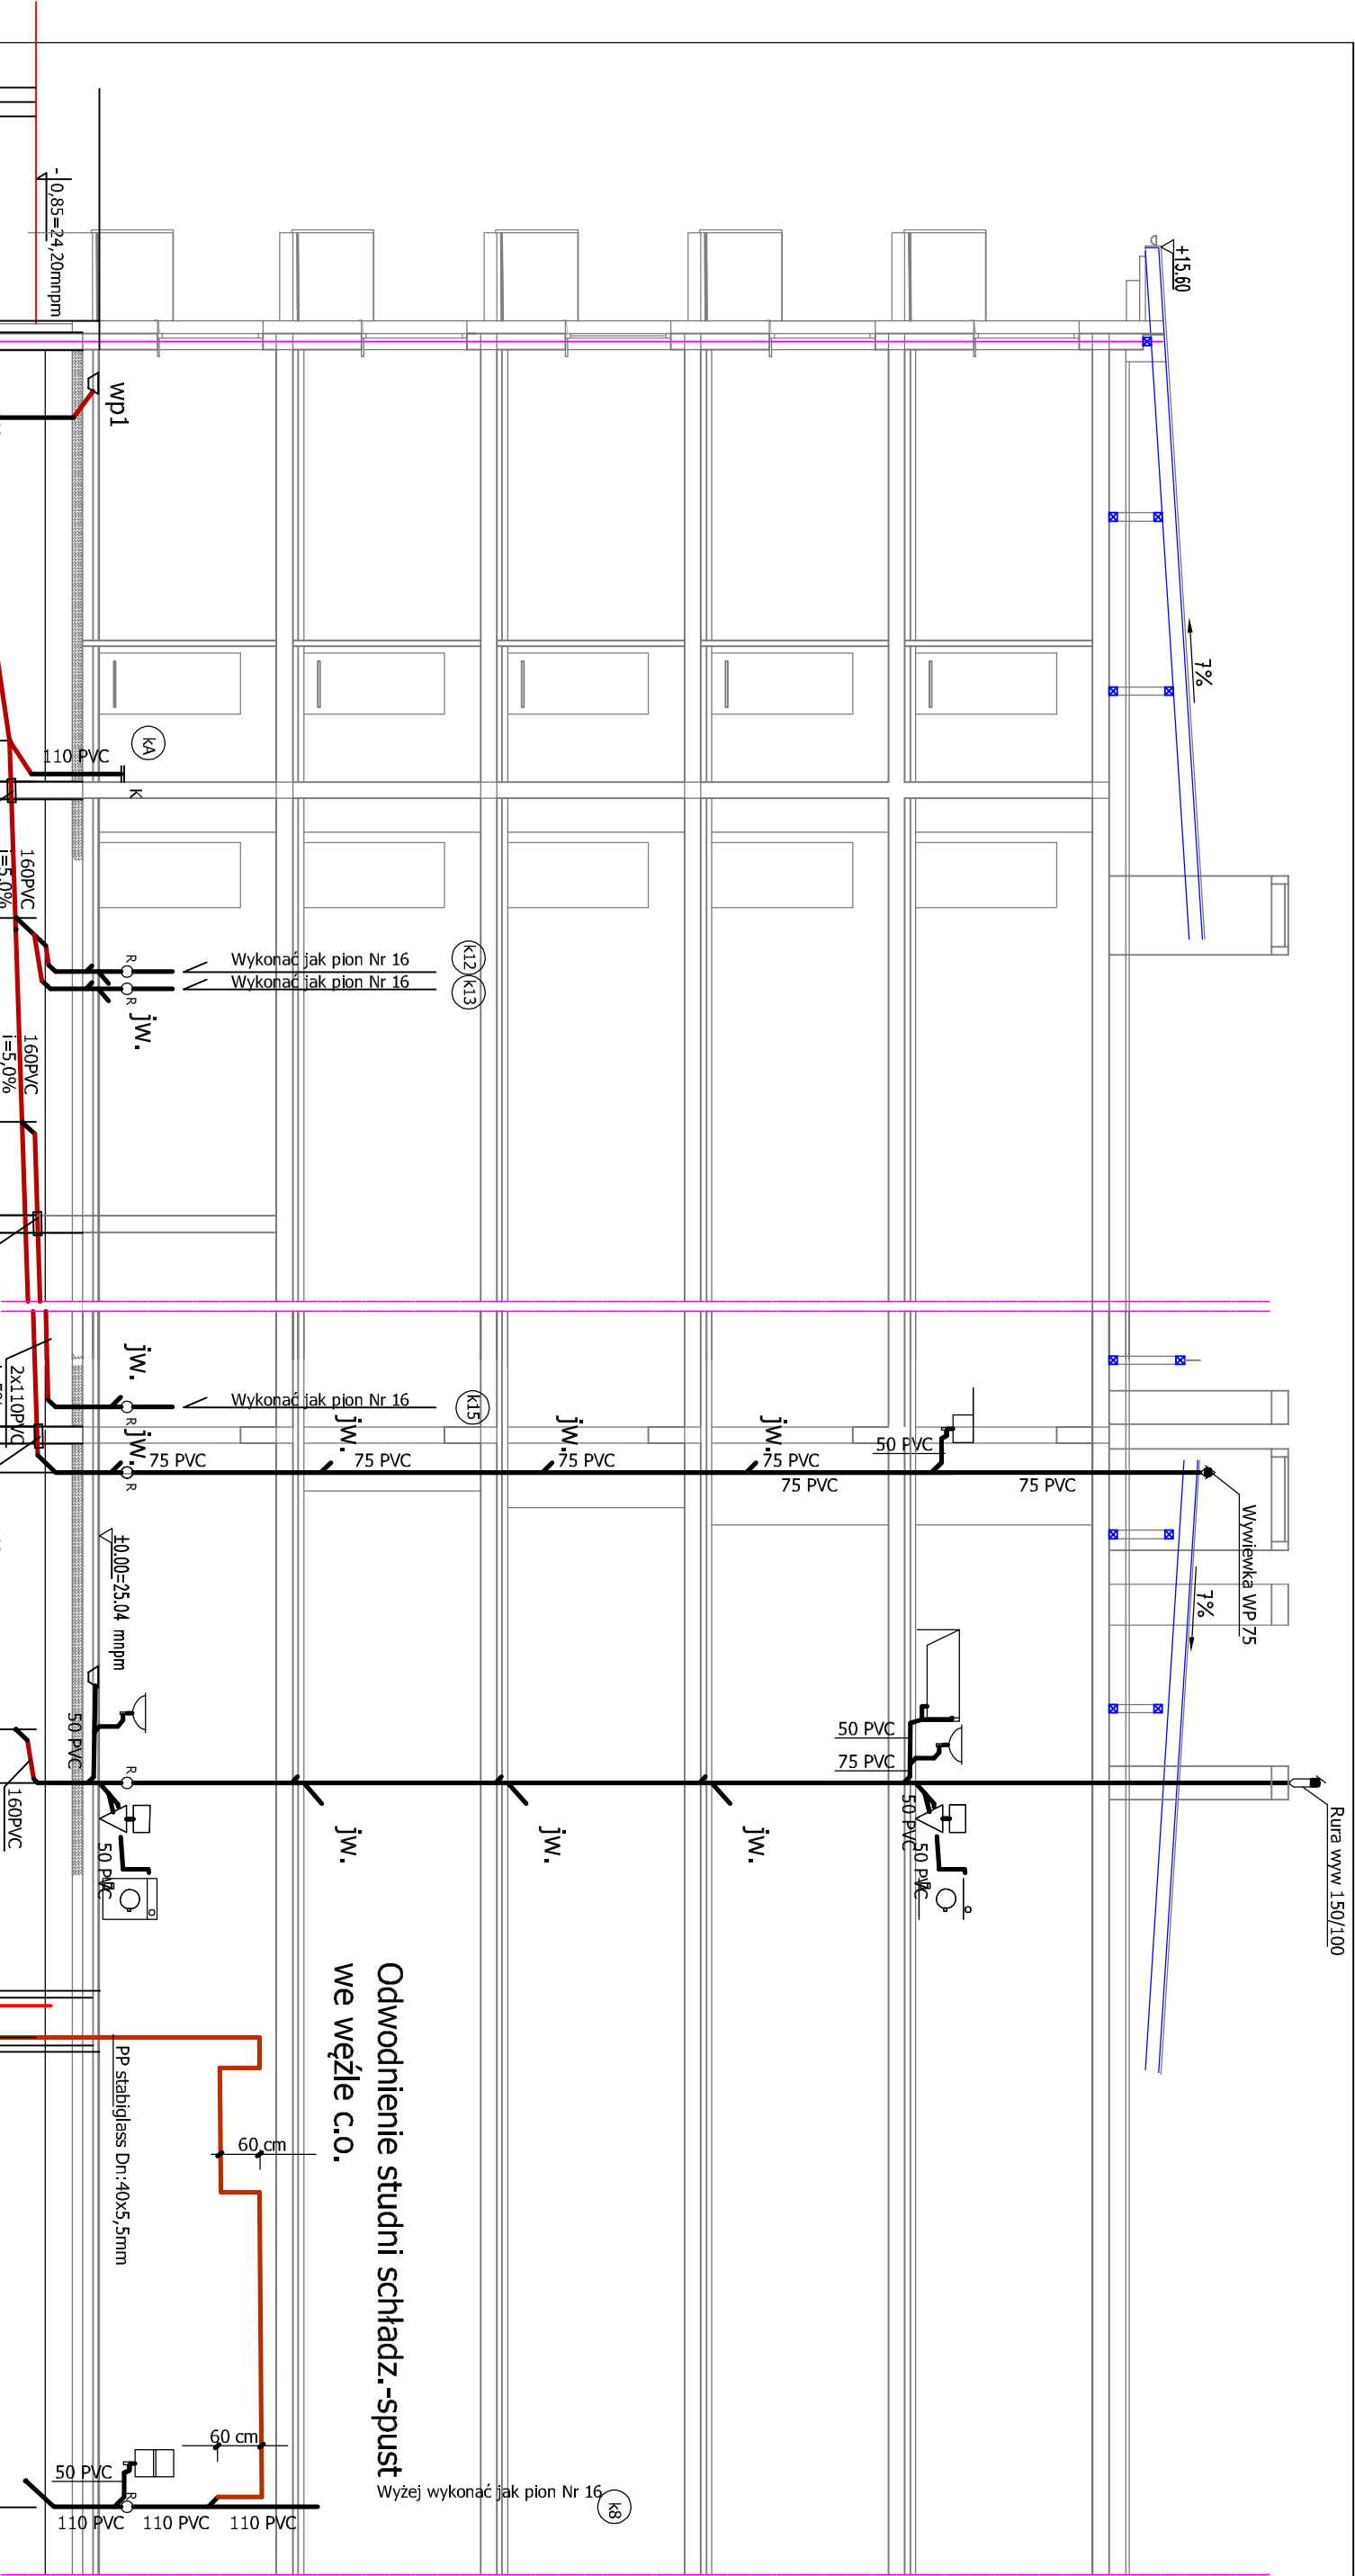 - 0,85=24,20mnpm
+15.60
wp1
7%
kA
110 PVC
K
160PVC
i=5,0%
R
Wykonać jak pion Nr 16
k12
Wykonać jak pion Nr 16
k13
R
jw.
160PVC
i=5,0%
jw.
2x110PVC
R
Wykonać jak pion Nr 16
k15
jw.
jw.
jw.
jw.
50 PVC
75 PVC
75 PVC
75 PVC
75 PVC
75 PVC
75 PVC
R
Wywiewka WP 75
±0.00=25.04 mnpm
7%
50 PVC
50 PVC
75 PVC
R
160PVC
50 PVC
50 PVC
50 PVC
jw.
jw.
jw.
Rura wyw 150/100
Odwodnienie studni schładz.-spust
we węźle c.o.
PP stabiglass Dn:40x5,5mm
60 cm
60 cm
50 PVC
R
Wyżej wykonać jak pion Nr 16
k8
110 PVC
110 PVC
110 PVC